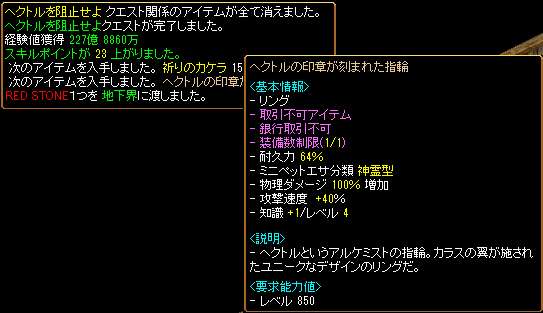 ヘクトルを阻止せよ クエスト関係のアイテムが全て消えました。
ヘクトルを阻止せよクエストが完了しました。
経験値獲得 227億 8860万
スキルポイントが 23 上がりました。
次のアイテムを入手しました。祈りのカケラ 15
次のアイテムを入手しました。ヘクトルの印章が
RED STONE1つを 地下界に渡しました。
ヘクトルの印章が刻まれた指輪
<基本情報>
- リング
- 取引不可アイテム
- 銀行取引不可
- 装備数制限(1/1)
- 耐久力 64%
- ミニペットエサ分類 神霊型
- 物理ダメージ 100% 増加
- 攻撃速度 +40%
- 知識 +1/レベル 4
<説明>
- ヘクトルというアルケミストの指輪。カラスの翼が施され
たユニークなデザインのリングだ。
<要求能力値>
- レベル 850